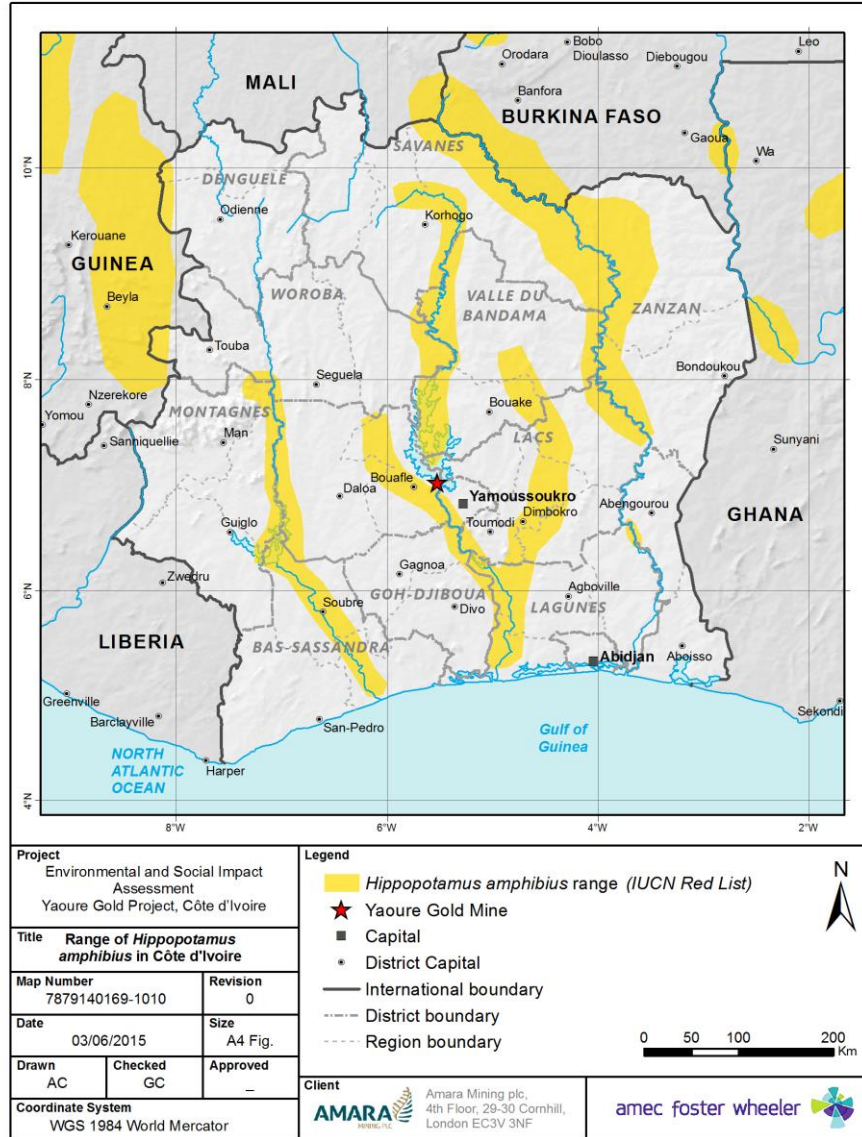 Leo
Bobo
Dioulasso
Diebougou
Orodara
MALI
Banfora
BURKINA FASO
Gaoua
Wa
SAVANES
10°N
10°N
DENGUELE
Odienne
Korhogo
Kerouane
GUINEA
Beyla
WOROBA
VALLE DU
BANDAMA
ZANZAN
Touba
Seguela
Bondoukou
8°N
8°N
Nzerekore
Yomou
MONTAGNES
Bouake
Sanniquellie
Man
LACS
Sunyani
Bouafle
Daloa
Yamoussoukro
Abengourou
Toumodi
Dimbokro
GHANA
Guiglo
Gagnoa
6°N
6°N
Zwedru
GOH-DJIBOUA
Agboville
Soubre
Divo
LAGUNES
LIBERIA
BAS-SASSANDRA
Abidjan
Aboisso
Greenville
Barclayville
San-Pedro
Sekondi
Gulf of
Guinea
NORTH
ATLANTIC
OCEAN
Harper
4°N
4°N
8°W
6°W
4°W
2°W
Project
Environmental and Social Impact
Assessment
Yaoure Gold Project, Côte d'Ivoire
Title Range of Hippopotamus
amphibius in Côte d'Ivoire
Map Number
7879140169-1010
Revision
0
Date
03/06/2015
Size
A4 Fig.
Drawn
AC
Checked
GC
Approved
_
Coordinate System
WGS 1984 World Mercator
Legend
Hippopotamus amphibius range (IUCN Red List)
Yaoure Gold Mine
Capital
District Capital
International boundary
District boundary
Region boundary
N
0 50 100 200
Km
Client
AMARA
MINING PLC
Amara Mining plc,
4th Floor, 29-30 Cornhill,
London EC3V 3NF
amec foster wheeler